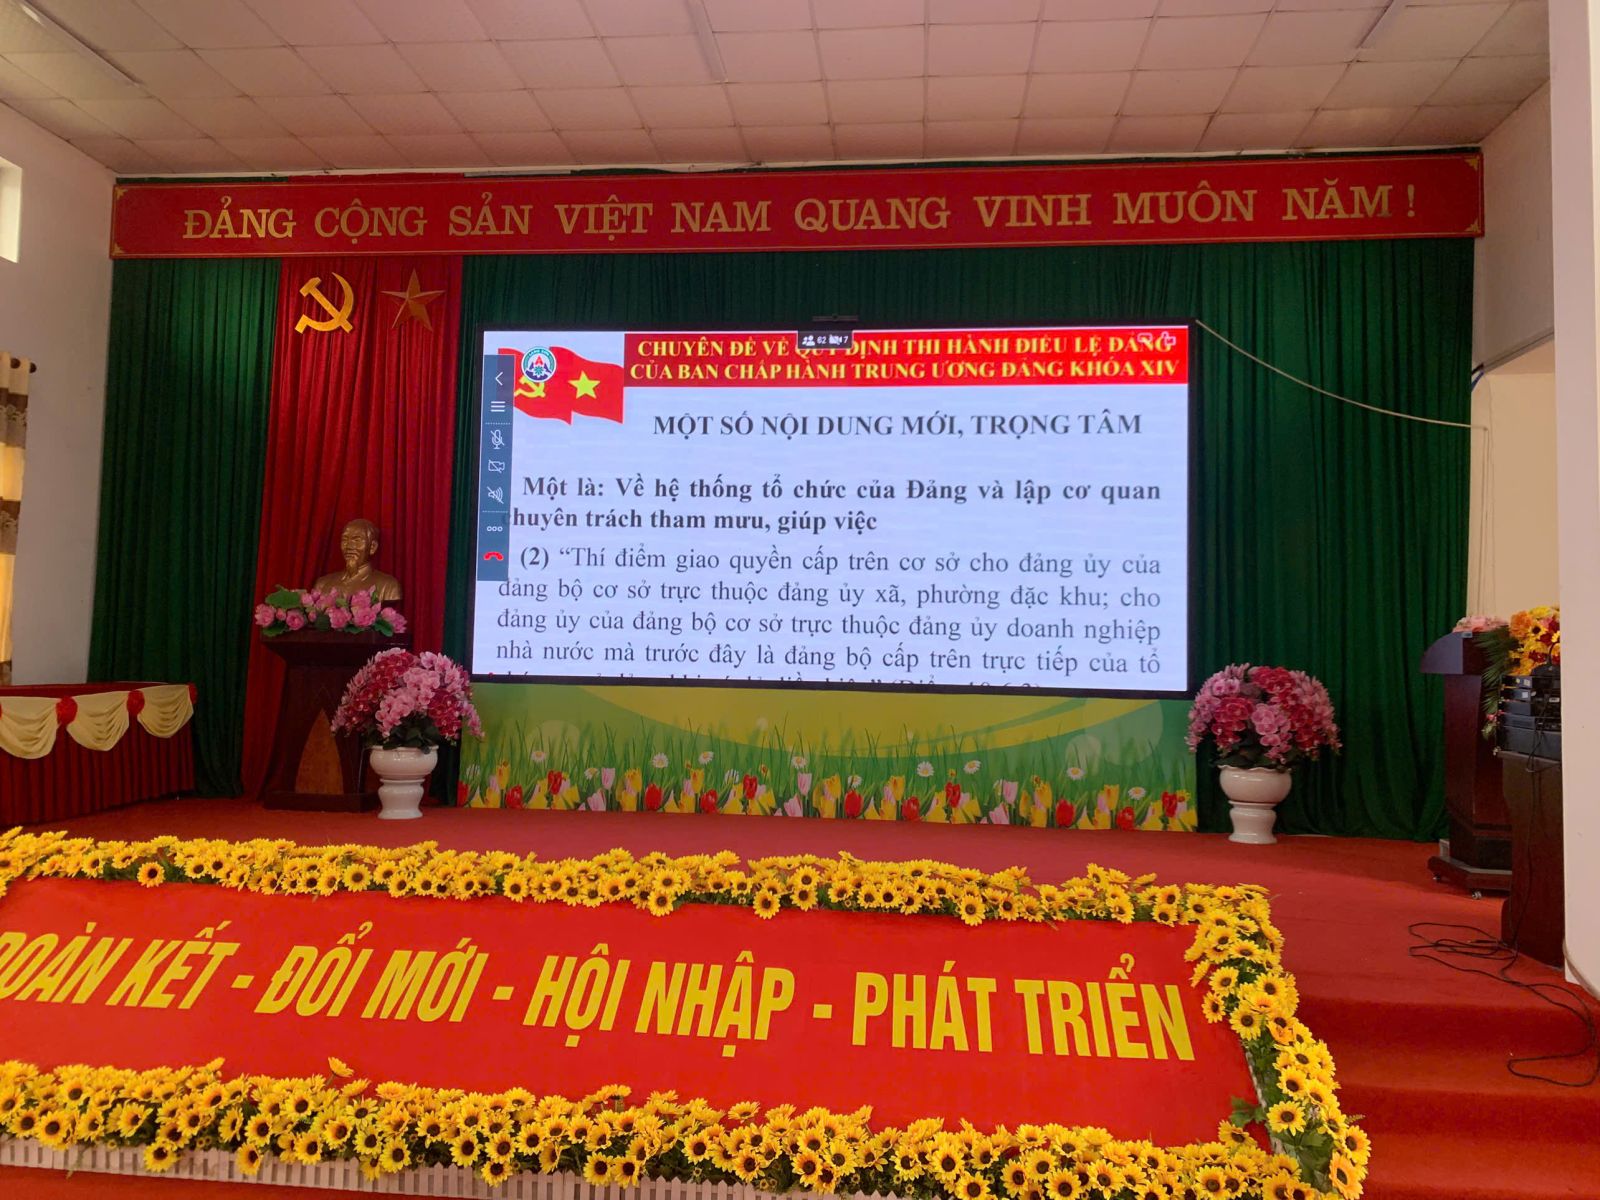 ĐẢNG CỘNG SẢN VIỆT NAM QUANG VINH MUÔN NĂM !
62 47
CHUYÊN ĐỀ VỀ QUY ĐỊNH THI HÀNH ĐIỀU LỆ ĐẢNG
CỦA BAN CHẤP HÀNH TRUNG ƯƠNG ĐẢNG KHÓA XIV
MỘT SỐ NỘI DUNG MỚI, TRỌNG TÂM
Một là: Về hệ thống tổ chức của Đảng và lập cơ quan
chuyên trách tham mưu, giúp việc
(2) “Thí điểm giao quyền cấp trên cơ sở cho đảng ủy của
đảng bộ cơ sở trực thuộc đảng ủy xã, phường đặc khu; cho
đảng ủy của đảng bộ cơ sở trực thuộc đảng ủy doanh nghiệp
nhà nước mà trước đây là đảng bộ cấp trên trực tiếp của tổ
ĐOÀN KẾT - ĐỔI MỚI - HỘI NHẬP - PHÁT TRIỂN